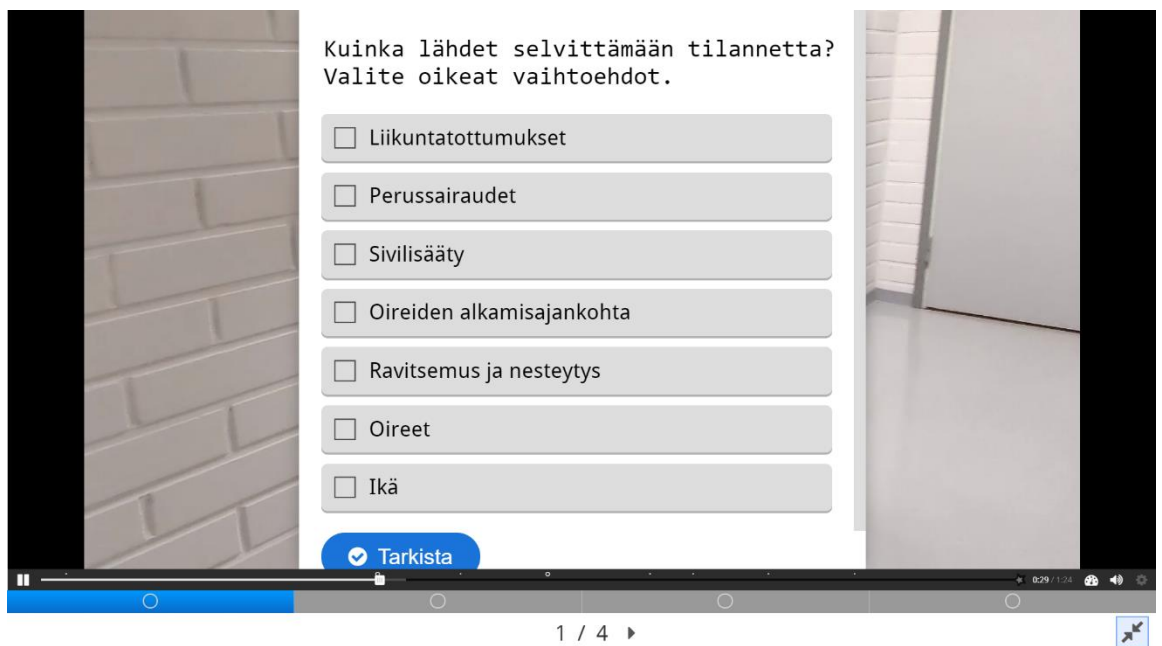 Kuinka lähdet selvittämään tilannetta?
Valite oikeat vaihtoehdot.
Liikuntatottumukset
Perussairaudet
Sivilisääty
Oireiden alkamisajankohta
Ravitsemus ja nesteytys
Oireet
Ikä
Tarkista
0:29 / 1:24
1 / 4